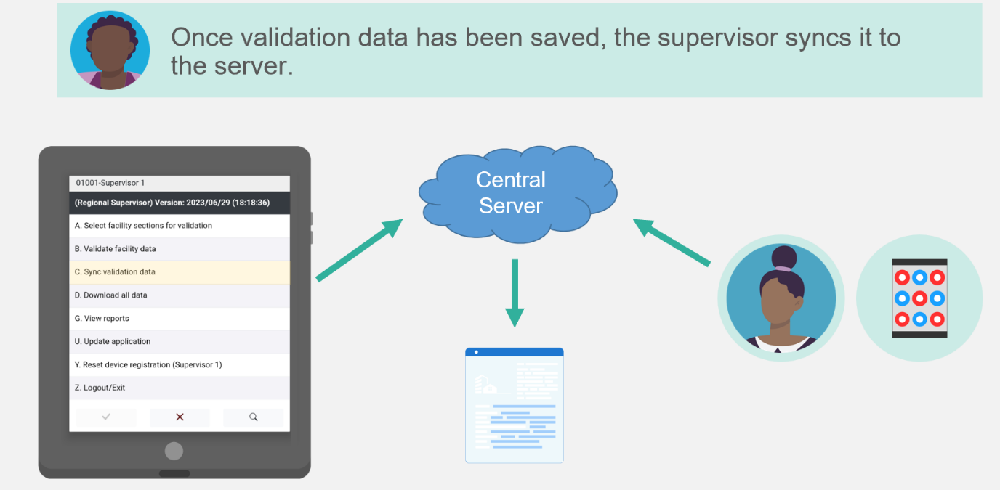 Once validation data has been saved, the supervisor syncs it to
the server.
01001-Supervisor 1
(Regional Supervisor) Version: 2023/06/29 (18:18:36)
A. Select facility sections for validation
B. Validate facility data
C. Sync validation data
D. Download all data
G. View reports
U. Update application
Y. Reset device registration (Supervisor 1)
Z. Logout/Exit
Central
Server